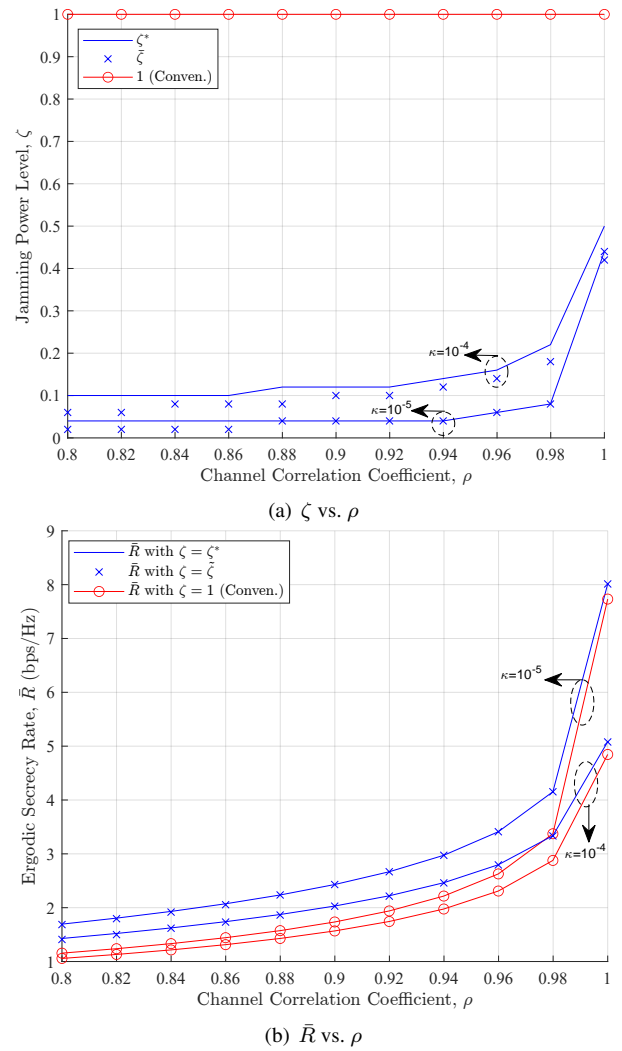 1
0.9
0.8
0.7
0.6
0.5
0.4
0.3
0.2
0.1
0
Jamming Power Level, ζ
ζ*
ζ̄
1 (Conven.)
κ=10⁻⁴
κ=10⁻⁵
0.8 0.82 0.84 0.86 0.88 0.9 0.92 0.94 0.96 0.98 1
Channel Correlation Coefficient, ρ
(a) ζ vs. ρ
9
8
7
6
5
4
3
2
1
Ergodic Secrecy Rate, R̄ (bps/Hz)
R̄ with ζ = ζ*
R̄ with ζ = ζ̄
R̄ with ζ = 1 (Conven.)
κ=10⁻⁵
κ=10⁻⁴
0.8 0.82 0.84 0.86 0.88 0.9 0.92 0.94 0.96 0.98 1
Channel Correlation Coefficient, ρ
(b) R̄ vs. ρ